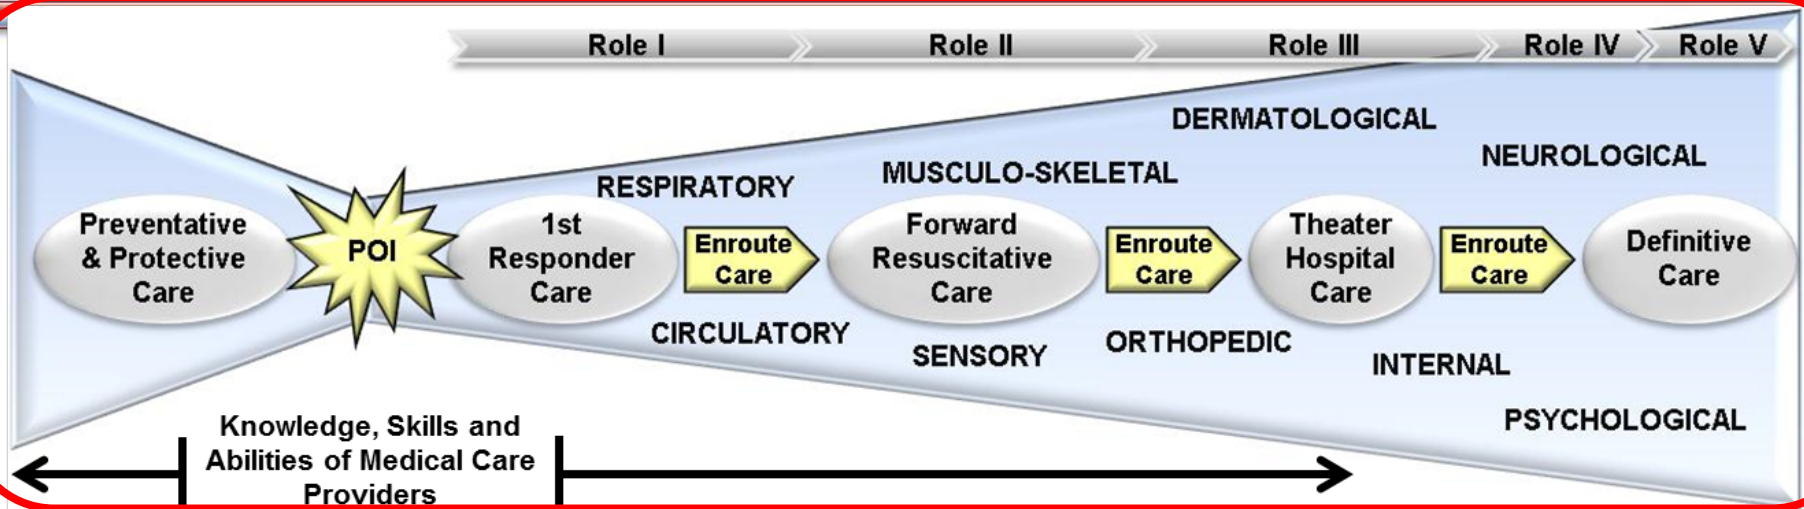 Role I
Role II
Role III
Role IV
Role V
DERMATOLOGICAL
NEUROLOGICAL
MUSCULO-SKELETAL
RESPIRATORY
Preventative
& Protective
Care
POI
1st
Responder
Care
Enroute
Care
Forward
Resuscitative
Care
Enroute
Care
Theater
Hospital
Care
Enroute
Care
Definitive
Care
CIRCULATORY
SENSORY
ORTHOPEDIC
INTERNAL
PSYCHOLOGICAL
Knowledge, Skills and
Abilities of Medical Care
Providers